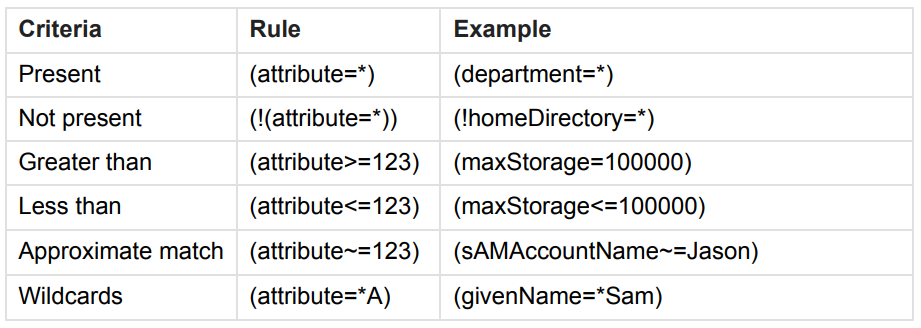 Criteria Rule Example
Present (attribute=*) (department=*)
Not present (!(attribute=*)) (!homeDirectory=*)
Greater than (attribute>=123) (maxStorage=100000)
Less than (attribute<=123) (maxStorage<=100000)
Approximate match (attribute~=123) (sAMAccountName~=Jason)
Wildcards (attribute=*A) (givenName=*Sam)